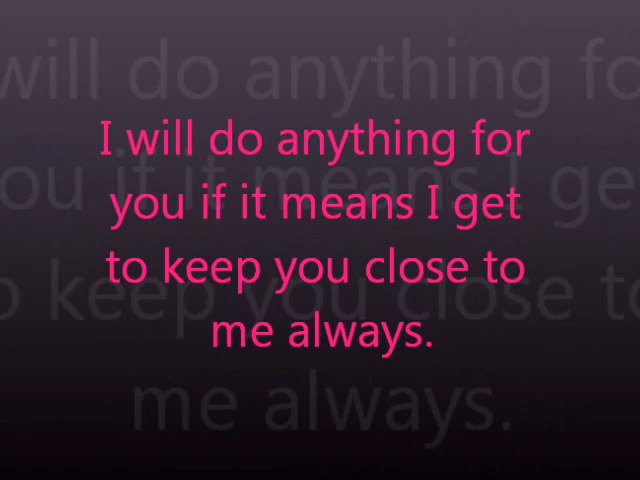 I will do anything for
you if it means I get
to keep you close to
me always.